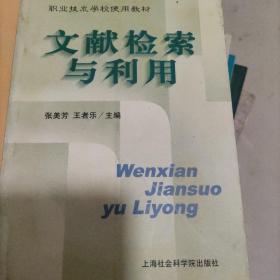 职业技术学校使用教材
文献检索
与利用
张美芳 王者乐／主编
Wenxian
Jiansuo
yu Liyong
上海社会科学院出版社